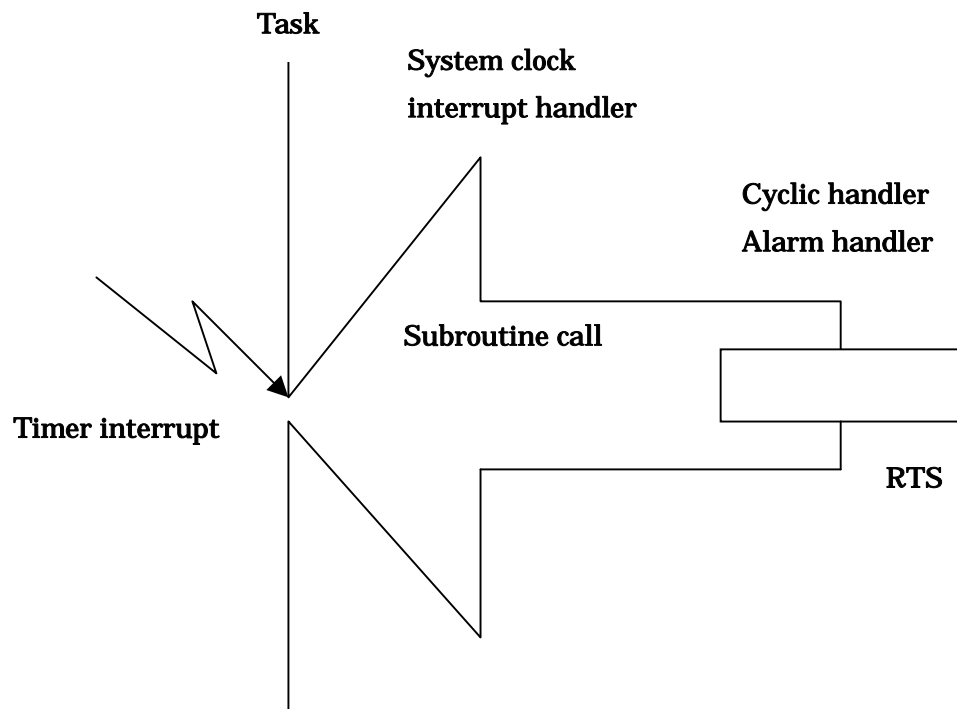 Task
System clock
interrupt handler
Cyclic handler
Alarm handler
Subroutine call
Timer interrupt
RTS